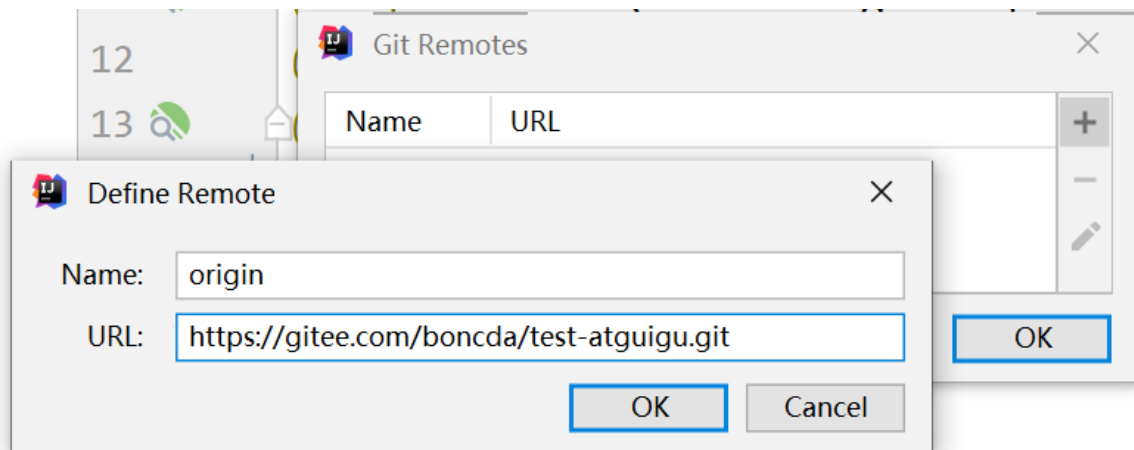 12
Git Remotes
13
Name URL
Define Remote
Name: origin
URL: https://gitee.com/boncda/test-atguigu.git
OK
OK Cancel